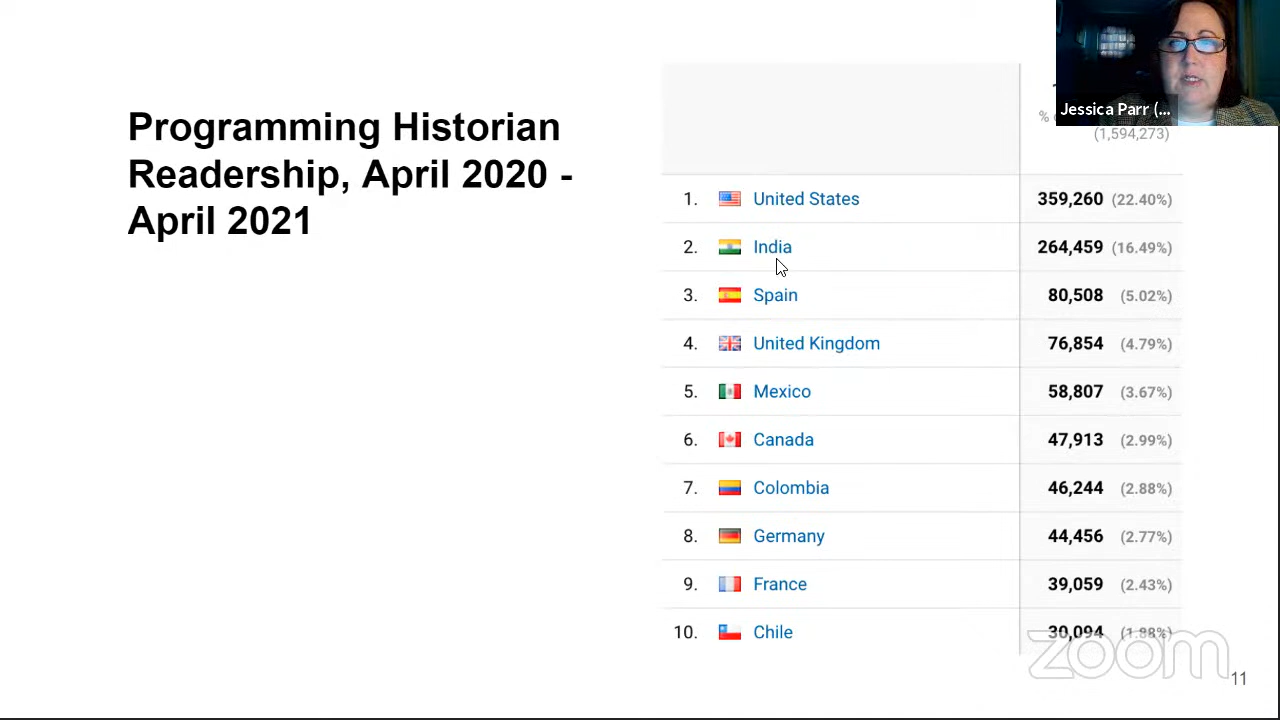 Programming Historian
Readership, April 2020 -
April 2021
Jessica Parr (...
(1,594,273)
1. United States 359,260 (22.40%)
2. India 264,459 (16.49%)
3. Spain 80,508 (5.02%)
4. United Kingdom 76,854 (4.79%)
5. Mexico 58,807 (3.67%)
6. Canada 47,913 (2.99%)
7. Colombia 46,244 (2.88%)
8. Germany 44,456 (2.77%)
9. France 39,059 (2.43%)
10. Chile 30,094 (1.88%)
zoom
11